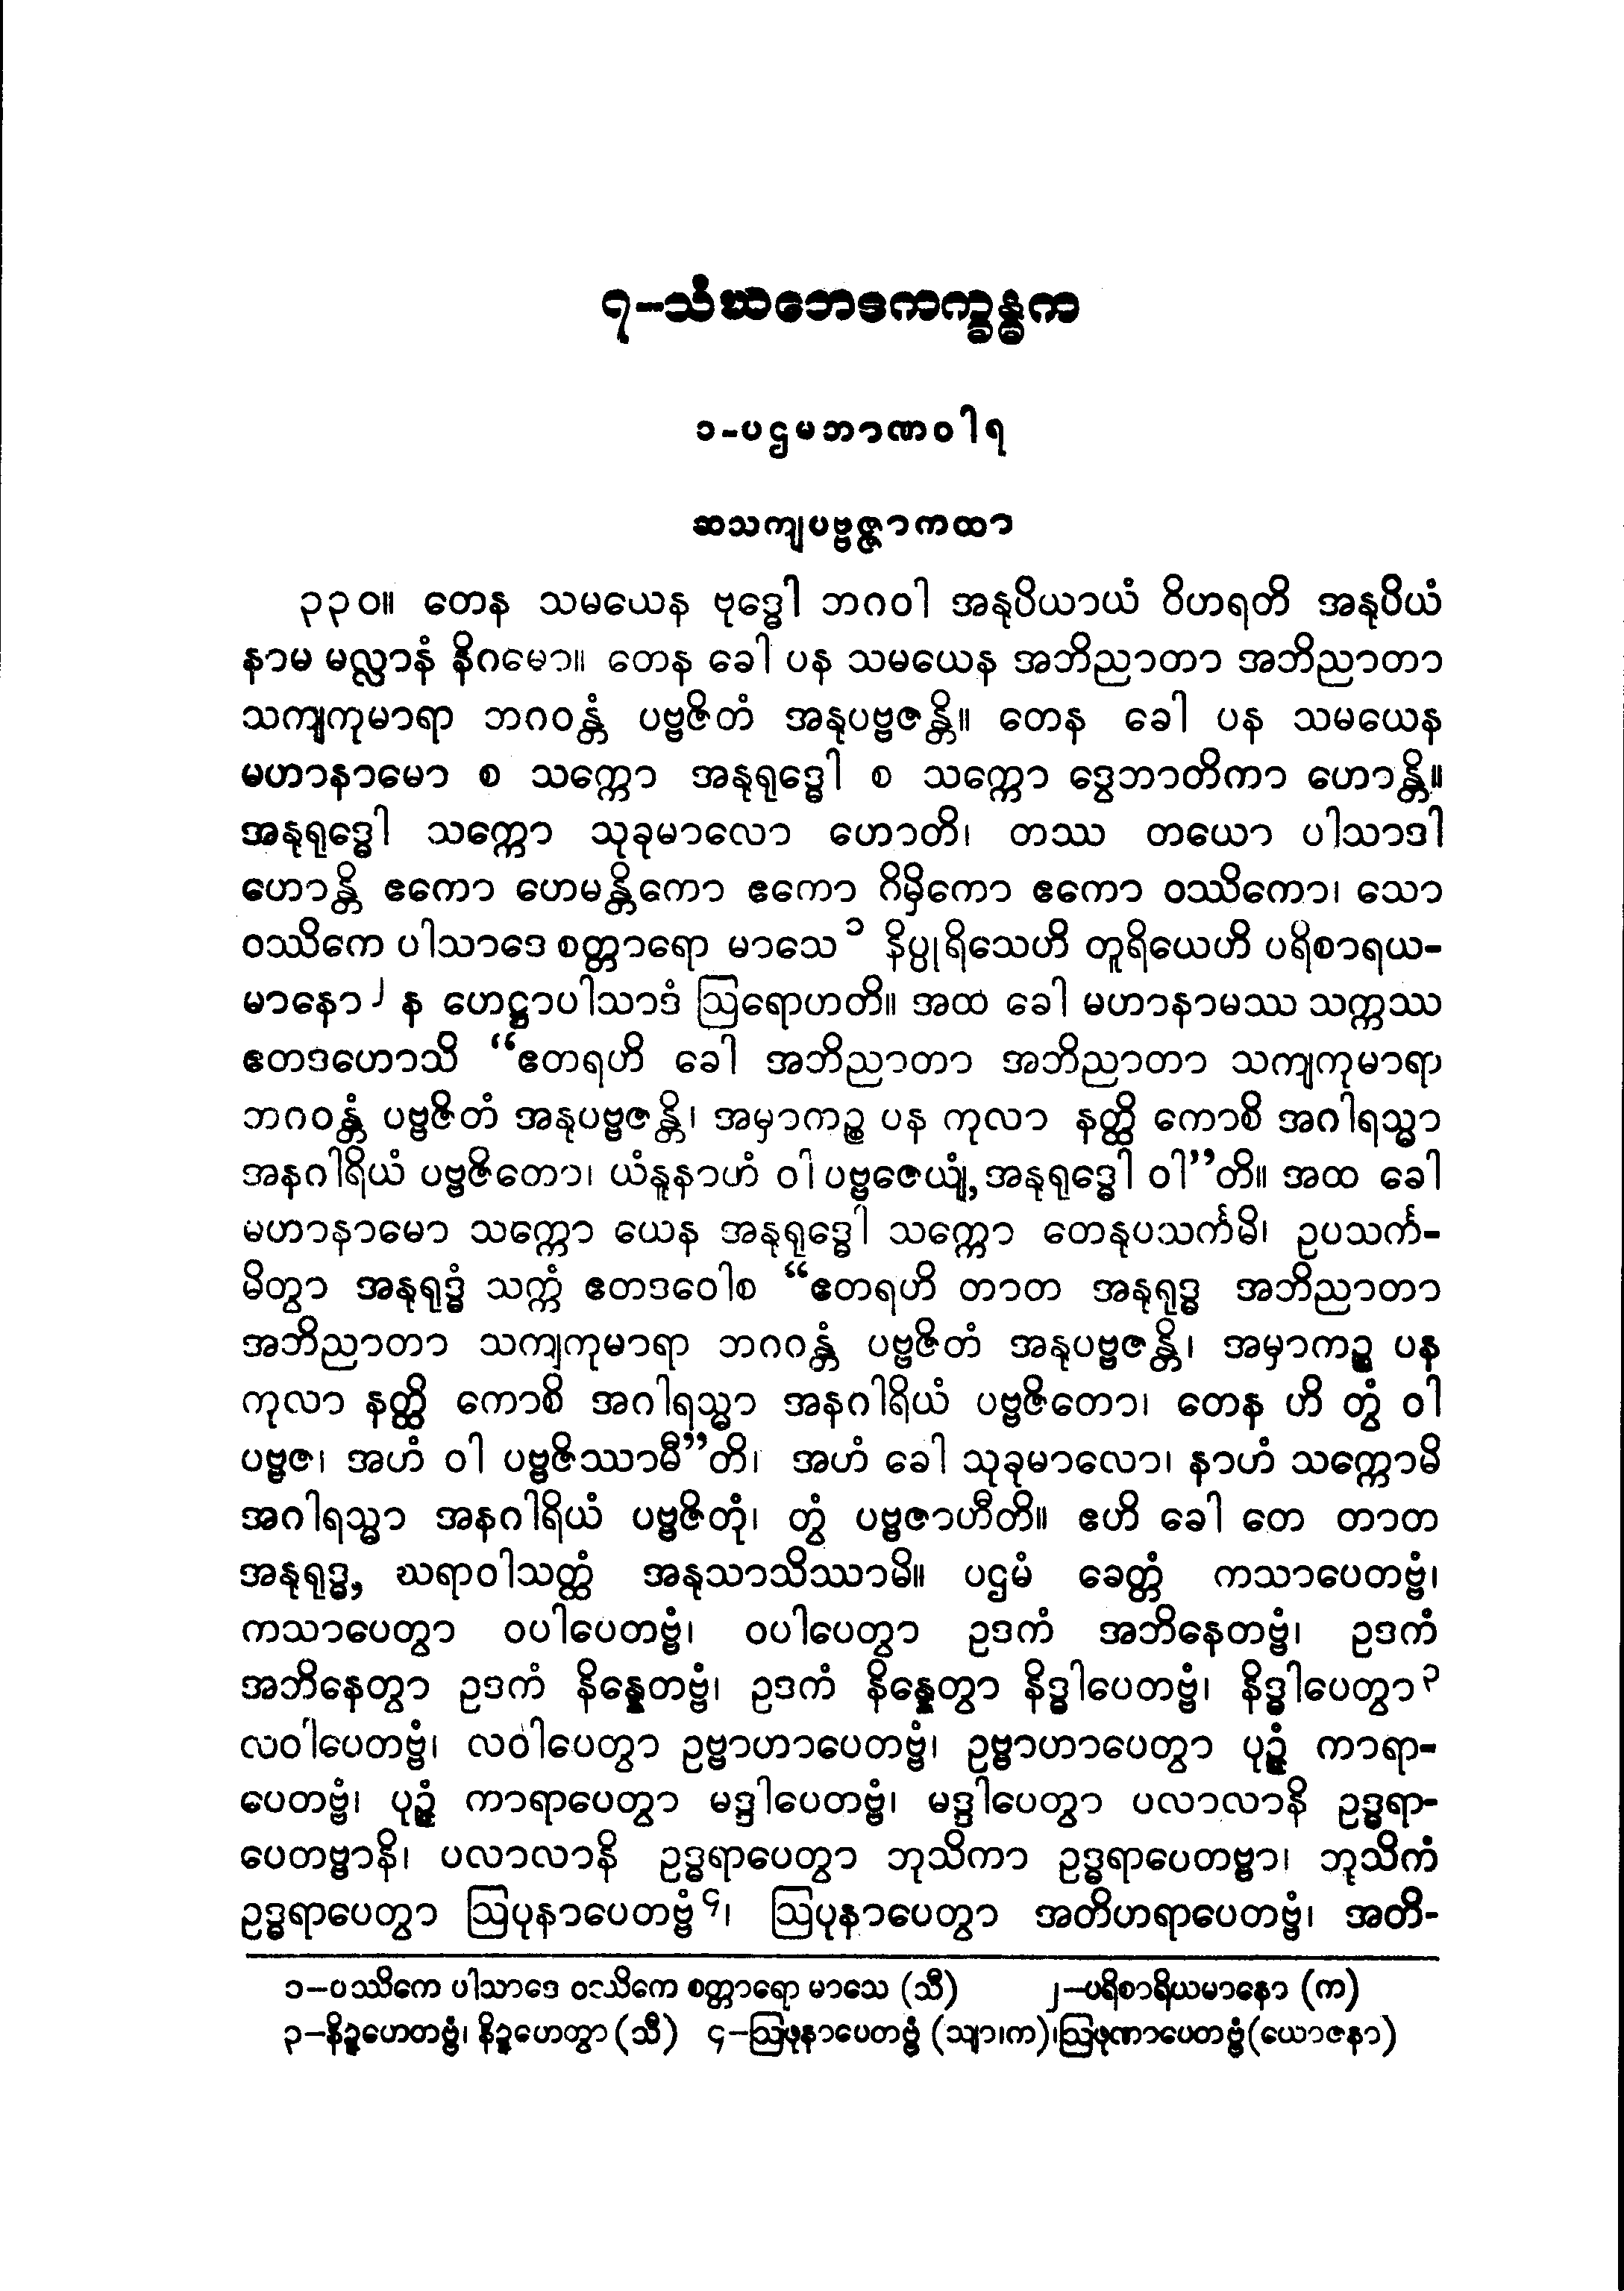 ၇-သံဃဘေဒကက္ခန္ဓက
၁-ပဌမဘာဏဝါရ
ဆသကျပဗ္ဗဇ္ဇာကထာ
၃၃၀။ တေန သမယေန ဗုဒ္ဓေါ ဘဂဝါ အနုပိယာယံ ဝိဟရတိ အနုပိယံ
နာမ မလ္လာနံ နိဂမော။ တေန ခေါ ပန သမယေန အဘိညာတာ အဘိညာတာ
သကျကုမာရာ ဘဂဝန္တံ ပဗ္ဗဇိတံ အနုပဗ္ဗဇန္တိ။ တေန ခေါ ပန သမယေန
မဟာနာမော စ သက္ကော အနုရုဒ္ဓေါ စ သက္ကော ဒွေဘာတိကာ ဟောန္တိ။
အနုရုဒ္ဓေါ သက္ကော သုခုမာလော ဟောတိ၊ တဿ တယော ပါသာဒါ
ဟောန္တိ ဧကော ဟေမန္တိကော ဧကော ဂိမှိကော ဧကော ဝဿိကော၊ သော
ဝဿိကေ ပါသာဒေ စတ္တာရော မာသေ ၁ နိပ္ပုရိသေဟိ တူရိယေဟိ ပရိစာရယ-
မာနော ၂ န ဟေဋ္ဌာပါသာဒံ ဩရောဟတိ။ အထ ခေါ မဟာနာမဿ သက္ကဿ
ဧတဒဟောသိ “ဧတရဟိ ခေါ အဘိညာတာ အဘိညာတာ သကျကုမာရာ
ဘဂဝန္တံ ပဗ္ဗဇိတံ အနုပဗ္ဗဇန္တိ၊ အမှာကဉ္စ ပန ကုလာ နတ္ထိ ကောစိ အဂါရသ္မာ
အနဂါရိယံ ပဗ္ဗဇိတော၊ ယံနူနာဟံ ဝါ ပဗ္ဗဇေယျံ, အနုရုဒ္ဓေါ ဝါ”တိ။ အထ ခေါ
မဟာနာမော သက္ကော ယေန အနုရုဒ္ဓေါ သက္ကော တေနုပသင်္ကမိ၊ ဥပသင်္က-
မိတွာ အနုရုဒ္ဓံ သက္ကံ ဧတဒဝေါစ “ဧတရဟိ တာတ အနုရုဒ္ဓ အဘိညာတာ
အဘိညာတာ သကျကုမာရာ ဘဂဂန္တံ ပဗ္ဗဇိတံ အနုပဗ္ဗဇန္တိ၊ အမှာကဉ္စ ပန
ကုလာ နတ္ထိ ကောစိ အဂါရသ္မာ အနဂါရိယံ ပဗ္ဗဇိတော၊ တေန ဟိ တွံ ဝါ
ပဗ္ဗဇ၊ အဟံ ဝါ ပဗ္ဗဇိဿာမီ”တိ၊ အဟံ ခေါ သုခုမာလော၊ နာဟံ သက္ကောမိ
အဂါရသ္မာ အနဂါရိယံ ပဗ္ဗဇိတုံ၊ တွံ ပဗ္ဗဇာဟီတိ။ ဧဟိ ခေါ တေ တာတ
အနုရုဒ္ဓ, ဃရာဝါသတ္ထံ အနုသာသိဿာမိ။ ပဌမံ ခေတ္တံ ကသာပေတဗ္ဗံ၊
ကသာပေတွာ ဝပါပေတဗ္ဗံ၊ ဝပါပေတွာ ဥဒကံ အဘိနေတဗ္ဗံ၊ ဥဒကံ
အဘိနေတွာ ဥဒကံ နိန္နေတဗ္ဗံ၊ ဥဒကံ နိန္နေတွာ နိဒ္ဓါပေတဗ္ဗံ၊ နိဒ္ဓါပေတွာ ၃
လဝါပေတဗ္ဗံ၊ လဝါပေတွာ ဥဗ္ဗာဟာပေတဗ္ဗံ၊ ဥဗ္ဗာဟာပေတွာ ပုဉ္ဇံ ကာရာ-
ပေတဗ္ဗံ၊ ပုဉ္ဇံ ကာရာပေတွာ မဒ္ဒါပေတဗ္ဗံ၊ မဒ္ဒါပေတွာ ပလာလာနိ ဥဒ္ဓရာ-
ပေတဗ္ဗာနိ၊ ပလာလာနိ ဥဒ္ဓရာပေတွာ ဘုသိကာ ဥဒ္ဓရာပေတဗ္ဗာ၊ ဘုသိကံ
ဥဒ္ဓရာပေတွာ ဩပုနာပေတဗ္ဗံ ၄၊ ဩပုနာပေတွာ အတိဟရာပေတဗ္ဗံ၊ အတိ-
၁-ဝဿိကေ ပါသာဒေ ဝဿိကေ စတ္တာရော မာသေ (သီ) ၂-ပရိစာရိယမာနော (က)
၃-နိဍ္ဍဟေတဗ္ဗံ၊ နိဍ္ဍဟေတွာ (သီ) ၄-ဩဖုနာပေတဗ္ဗံ (သျာ၊က)၊ဩဖုဏာပေတဗ္ဗံ(ယောဇနာ)